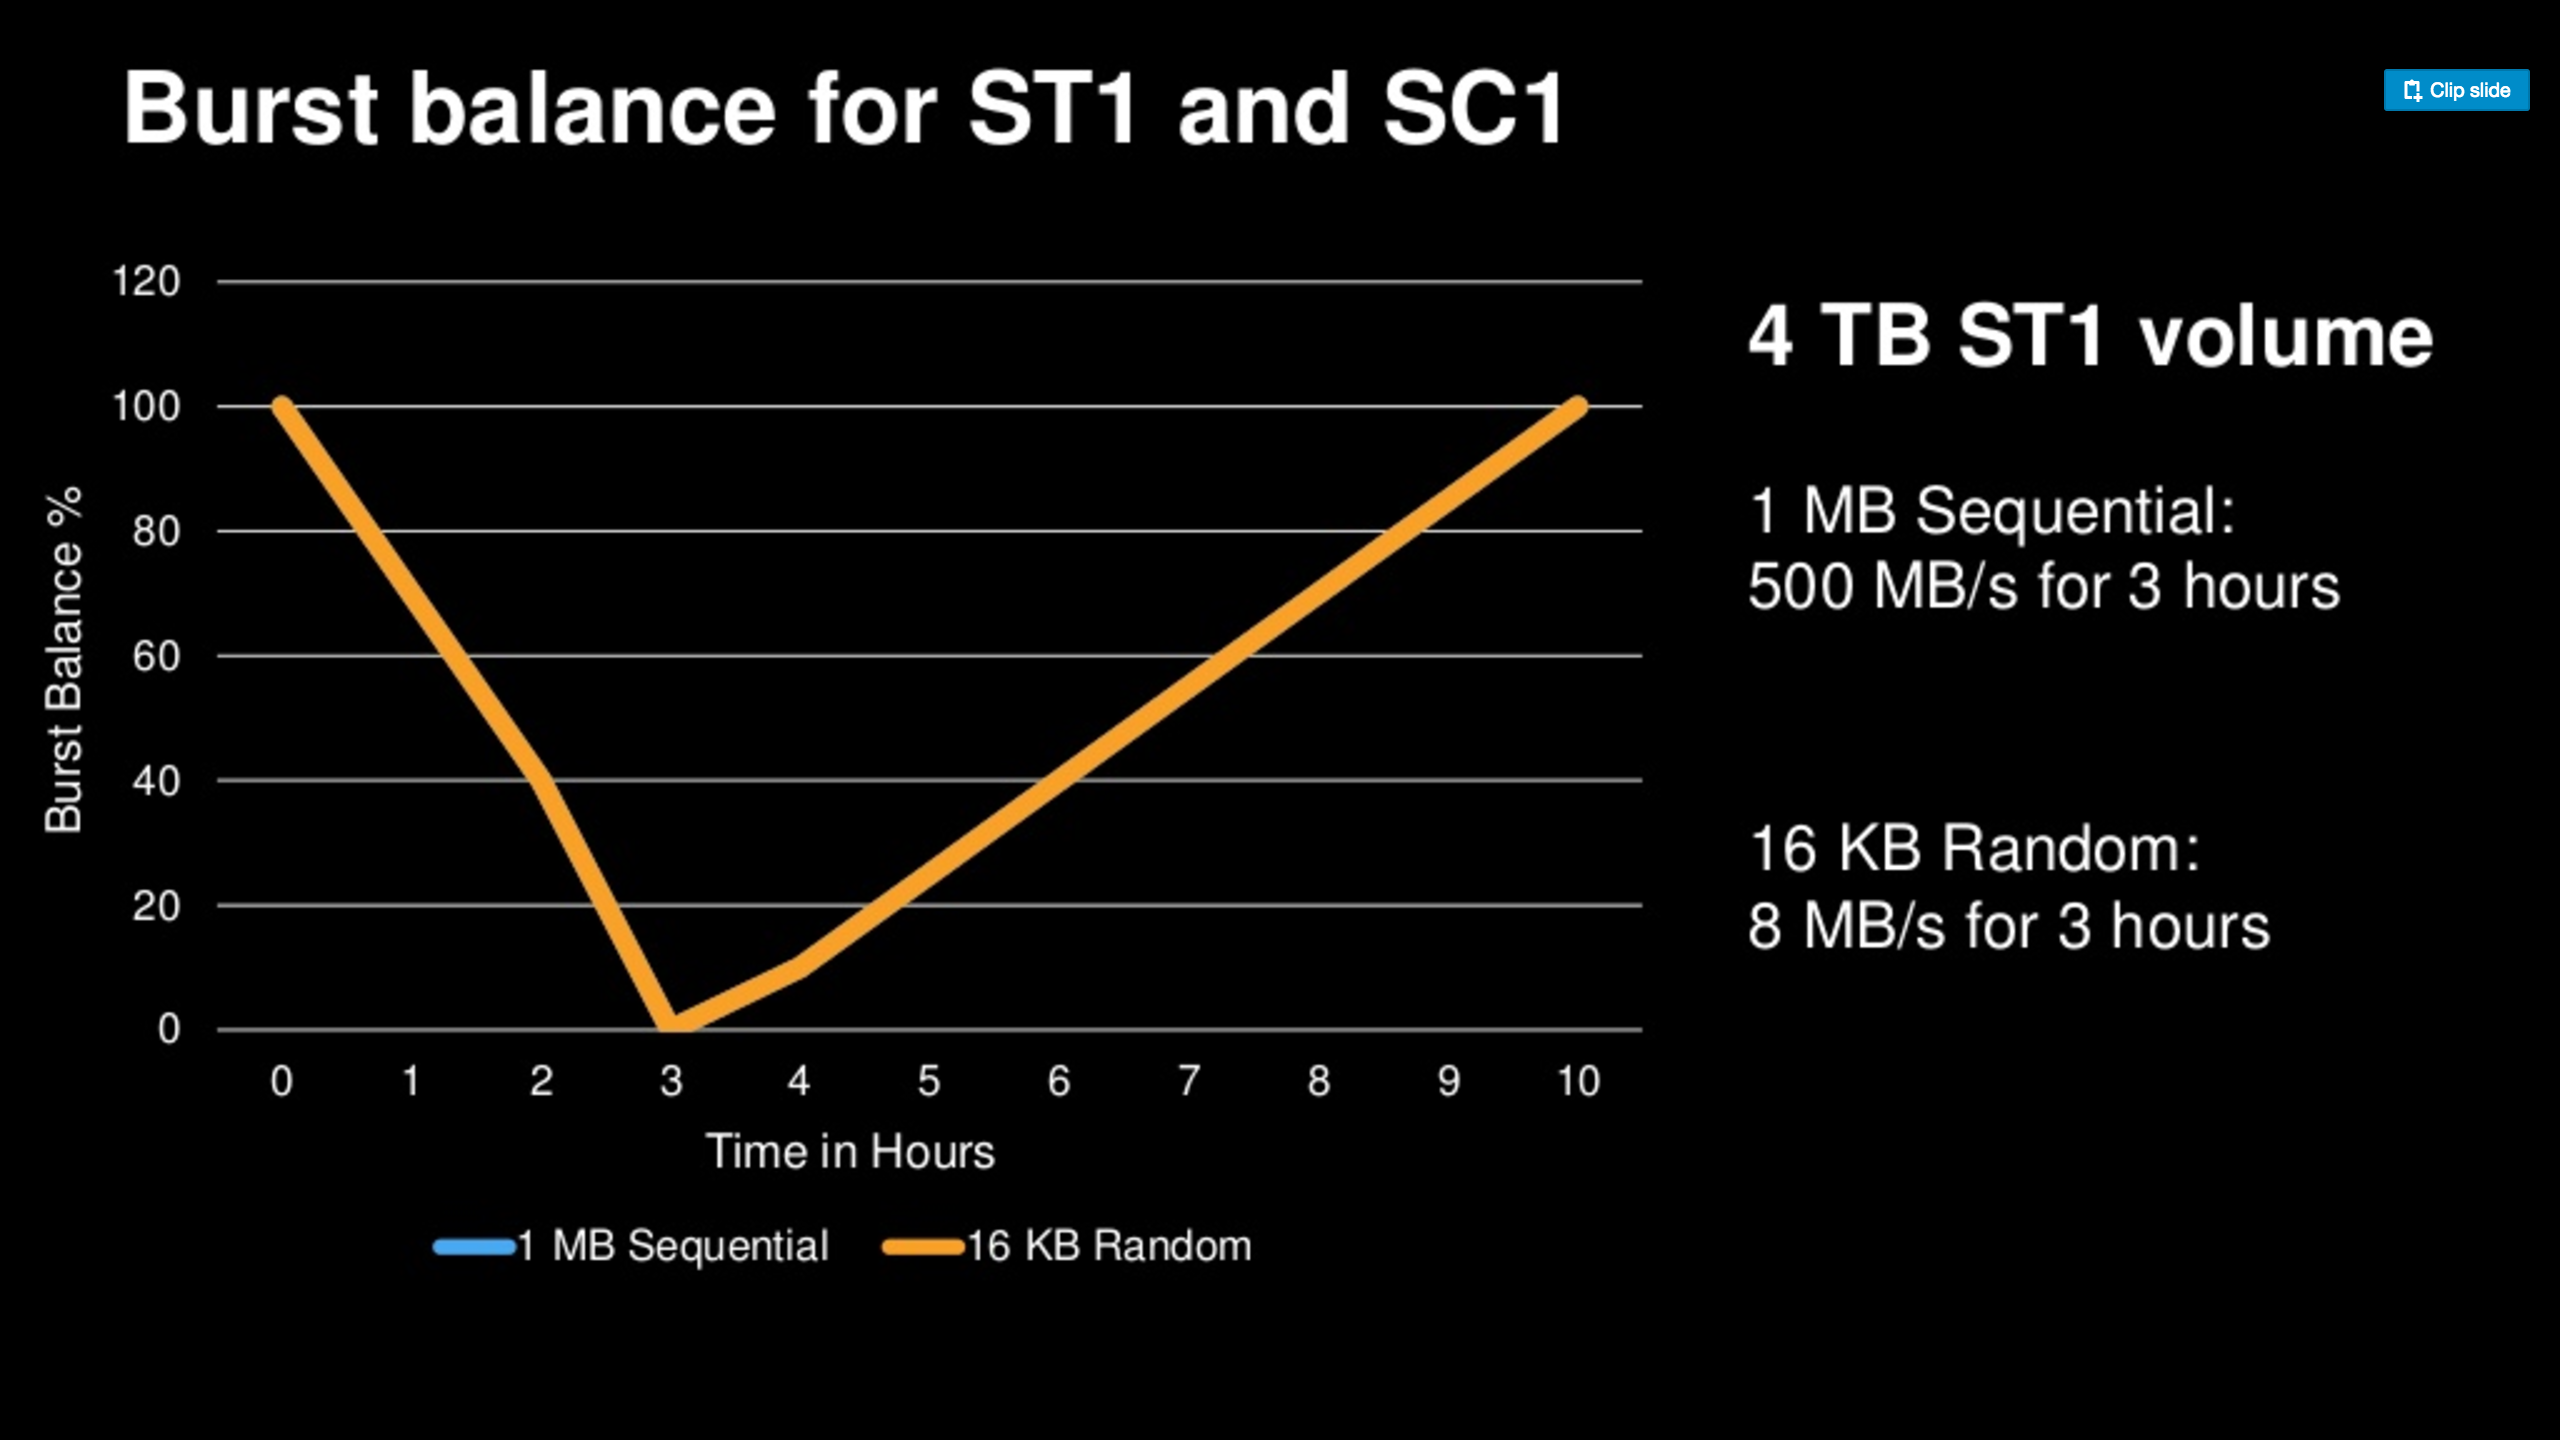 Burst balance for ST1 and SC1
Clip slide
120
100
80
60
40
20
0
Burst Balance %
0 1 2 3 4 5 6 7 8 9 10
Time in Hours
1 MB Sequential 16 KB Random
4 TB ST1 volume
1 MB Sequential:
500 MB/s for 3 hours
16 KB Random:
8 MB/s for 3 hours